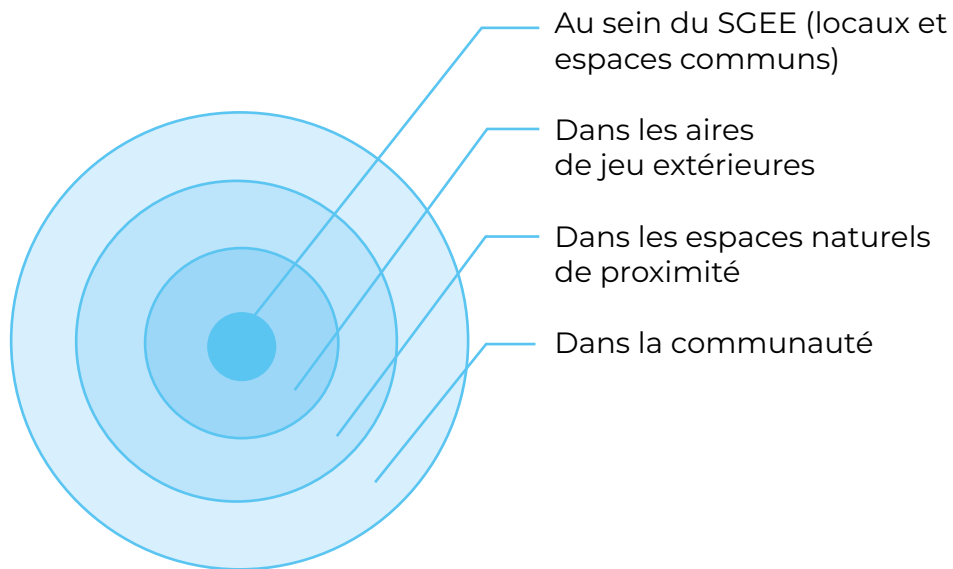 Au sein du SGEE (locaux et
espaces communs)
Dans les aires
de jeu extérieures
Dans les espaces naturels
de proximité
Dans la communauté